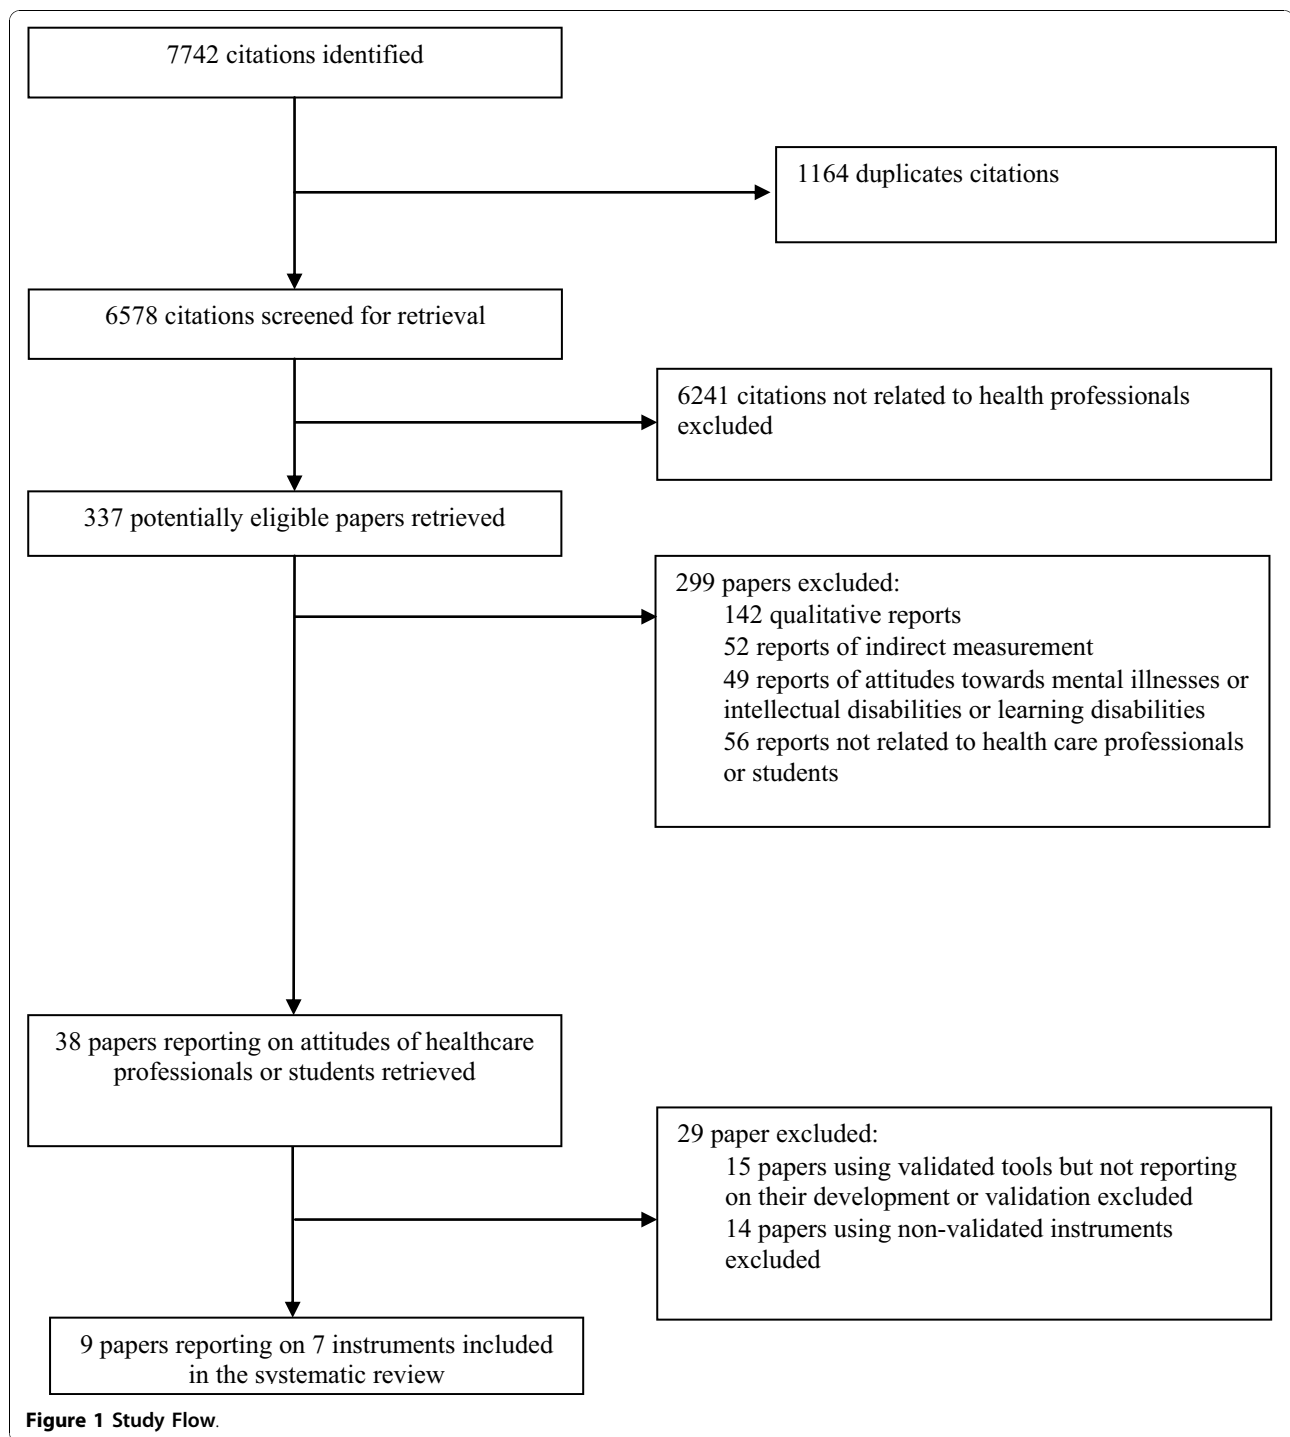 7742 citations identified
1164 duplicates citations
6578 citations screened for retrieval
6241 citations not related to health professionals
excluded
337 potentially eligible papers retrieved
299 papers excluded:
142 qualitative reports
52 reports of indirect measurement
49 reports of attitudes towards mental illnesses or
intellectual disabilities or learning disabilities
56 reports not related to health care professionals
or students
38 papers reporting on attitudes of healthcare
professionals or students retrieved
29 paper excluded:
15 papers using validated tools but not reporting
on their development or validation excluded
14 papers using non-validated instruments
excluded
9 papers reporting on 7 instruments included
in the systematic review
Figure 1 Study Flow.